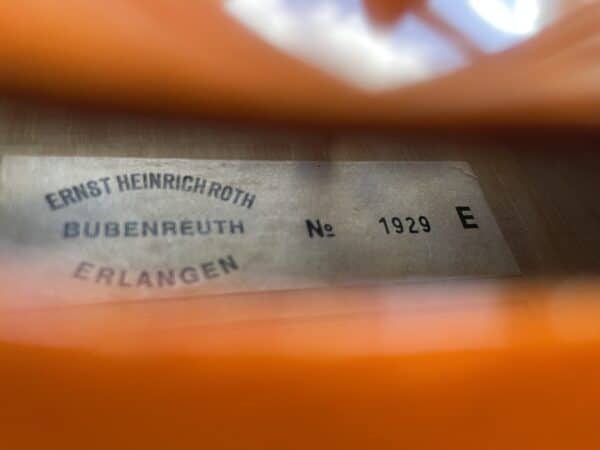 ERNST HEINRICH ROTH
BUBENREUTH
ERLANGEN
№ 1929 E